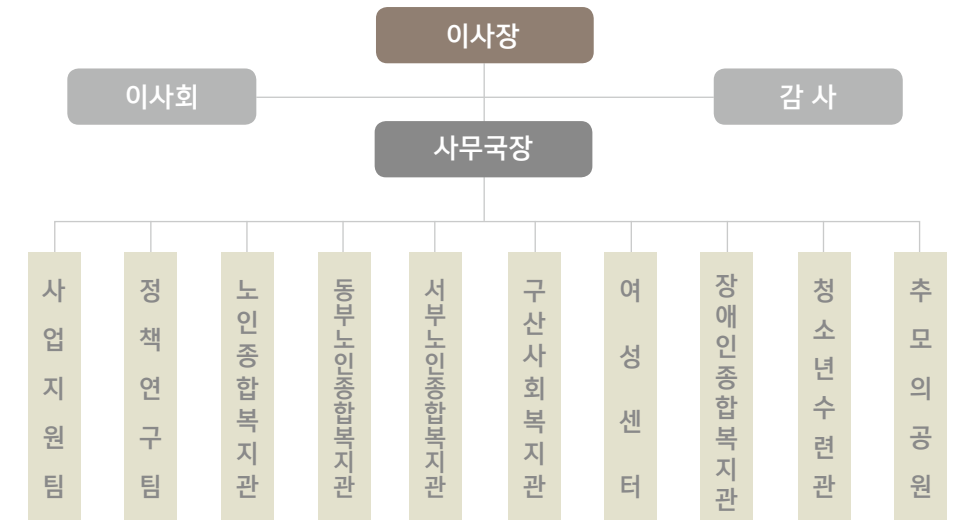 이사장
이사회
감 사
사무국장
사업지원팀
정책연구팀
노인종합복지관
동부노인종합복지관
서부노인종합복지관
구산사회복지관
여성센터
장애인종합복지관
청소년수련관
추모의공원